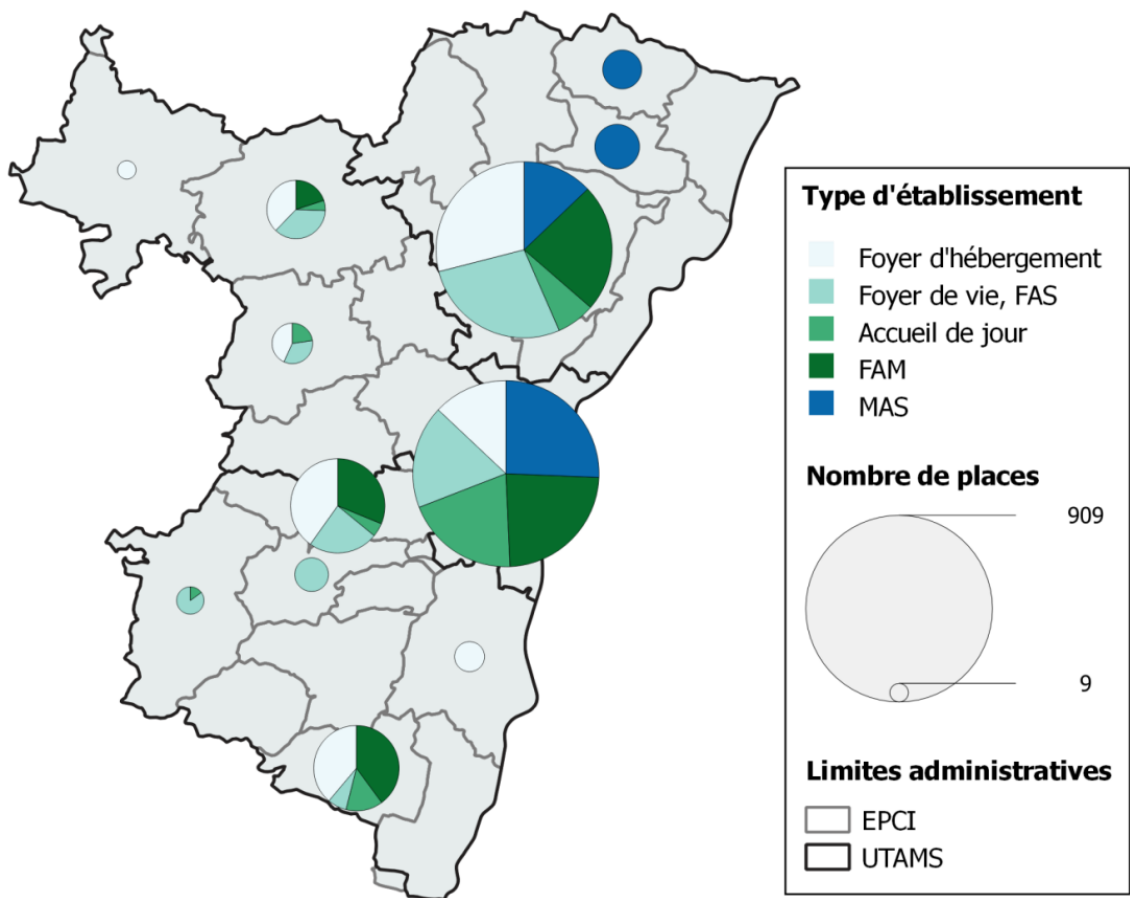 Type d'établissement
Foyer d'hébergement
Foyer de vie, FAS
Accueil de jour
FAM
MAS
Nombre de places
909
9
Limites administratives
EPCI
UTAMS